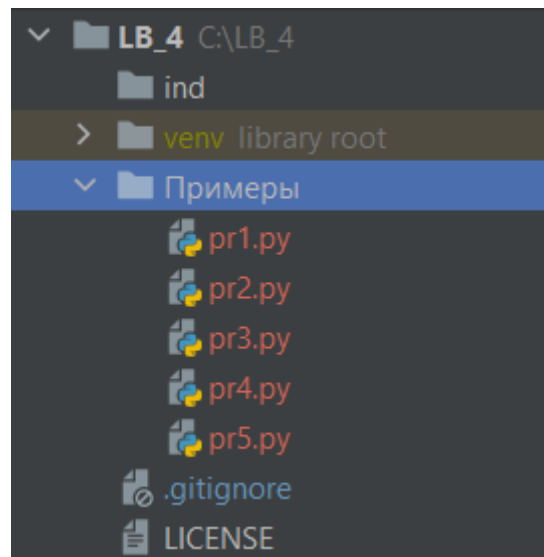 LB_4 C:\LB_4
ind
venv library root
Примеры
pr1.py
pr2.py
pr3.py
pr4.py
pr5.py
.gitignore
LICENSE